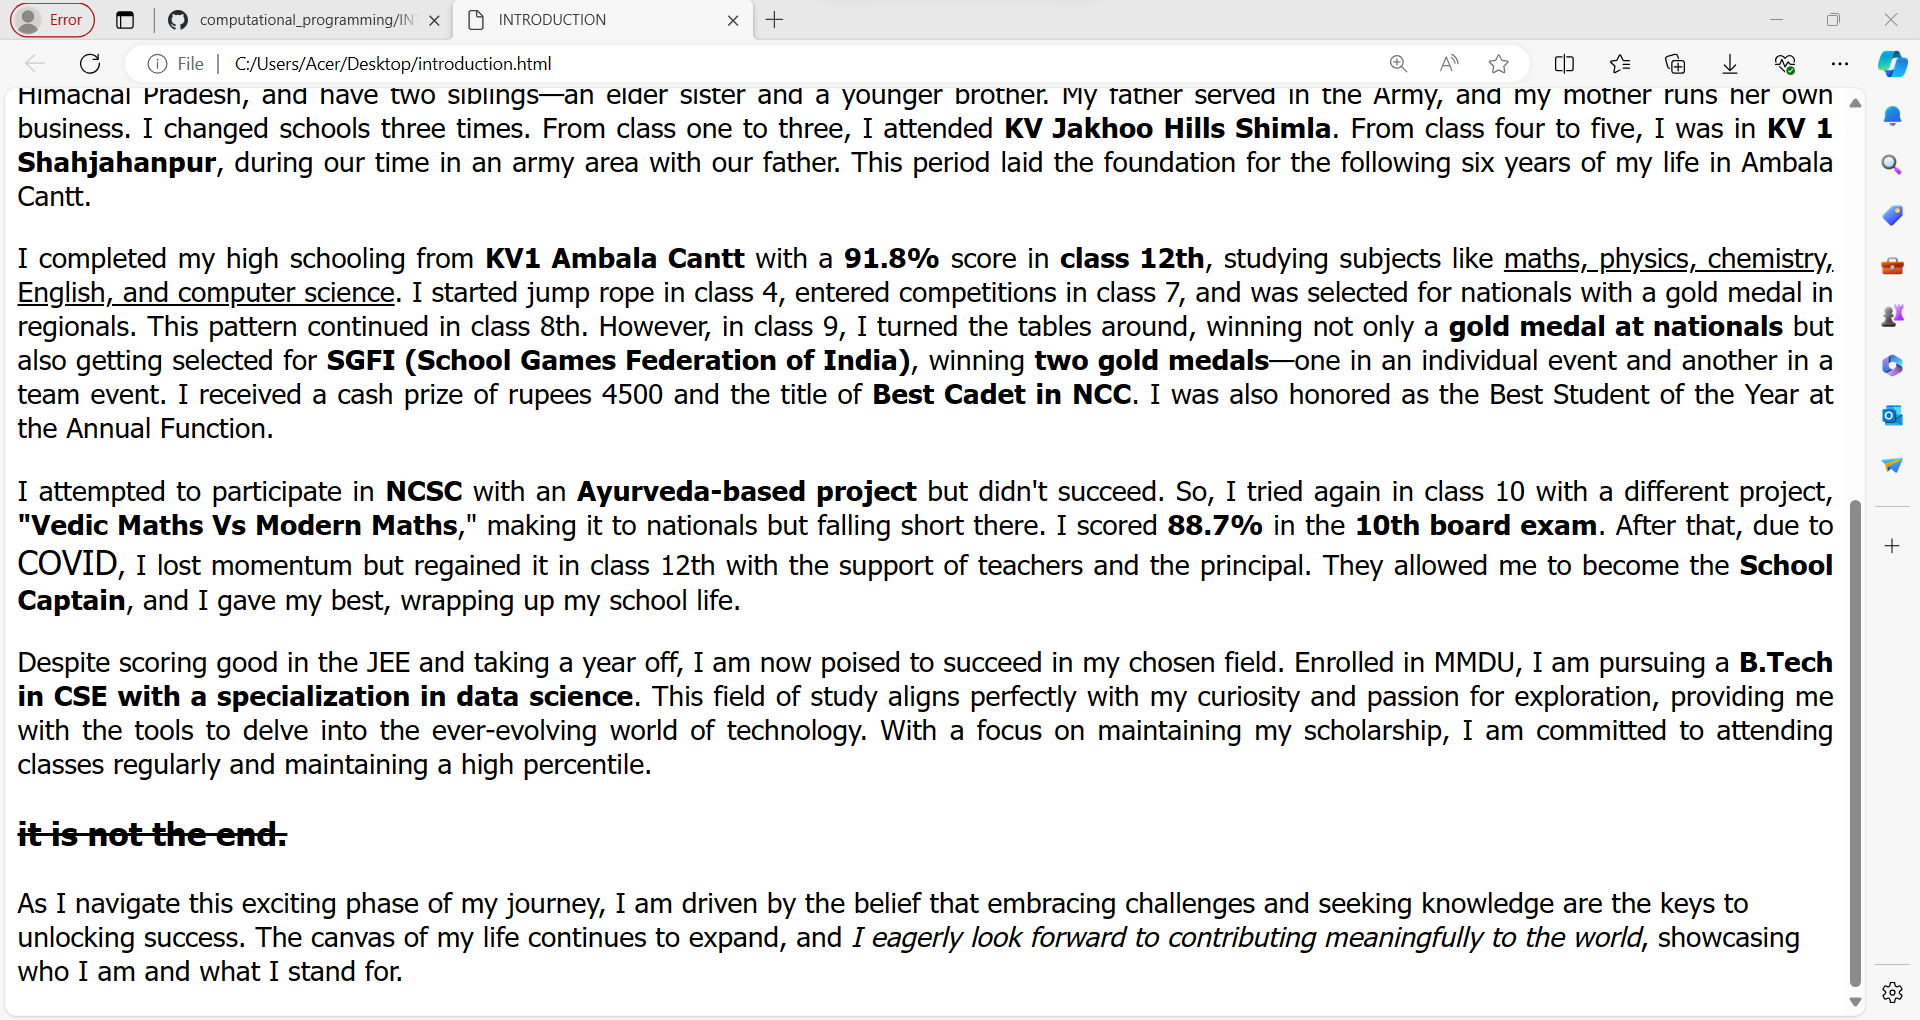 Error
computational_programming/IN
INTRODUCTION
File
C:/Users/Acer/Desktop/introduction.html
Himachal Pradesh, and have two siblings—an elder sister and a younger brother. My father served in the Army, and my mother runs her own
business. I changed schools three times. From class one to three, I attended KV Jakhoo Hills Shimla. From class four to five, I was in KV 1
Shahjahanpur, during our time in an army area with our father. This period laid the foundation for the following six years of my life in Ambala
Cantt.
I completed my high schooling from KV1 Ambala Cantt with a 91.8% score in class 12th, studying subjects like maths, physics, chemistry,
English, and computer science. I started jump rope in class 4, entered competitions in class 7, and was selected for nationals with a gold medal in
regionals. This pattern continued in class 8th. However, in class 9, I turned the tables around, winning not only a gold medal at nationals but
also getting selected for SGFI (School Games Federation of India), winning two gold medals—one in an individual event and another in a
team event. I received a cash prize of rupees 4500 and the title of Best Cadet in NCC. I was also honored as the Best Student of the Year at
the Annual Function.
I attempted to participate in NCSC with an Ayurveda-based project but didn't succeed. So, I tried again in class 10 with a different project,
"Vedic Maths Vs Modern Maths," making it to nationals but falling short there. I scored 88.7% in the 10th board exam. After that, due to
COVID, I lost momentum but regained it in class 12th with the support of teachers and the principal. They allowed me to become the School
Captain, and I gave my best, wrapping up my school life.
Despite scoring good in the JEE and taking a year off, I am now poised to succeed in my chosen field. Enrolled in MMDU, I am pursuing a B.Tech
in CSE with a specialization in data science. This field of study aligns perfectly with my curiosity and passion for exploration, providing me
with the tools to delve into the ever-evolving world of technology. With a focus on maintaining my scholarship, I am committed to attending
classes regularly and maintaining a high percentile.
it is not the end.
As I navigate this exciting phase of my journey, I am driven by the belief that embracing challenges and seeking knowledge are the keys to
unlocking success. The canvas of my life continues to expand, and I eagerly look forward to contributing meaningfully to the world, showcasing
who I am and what I stand for.